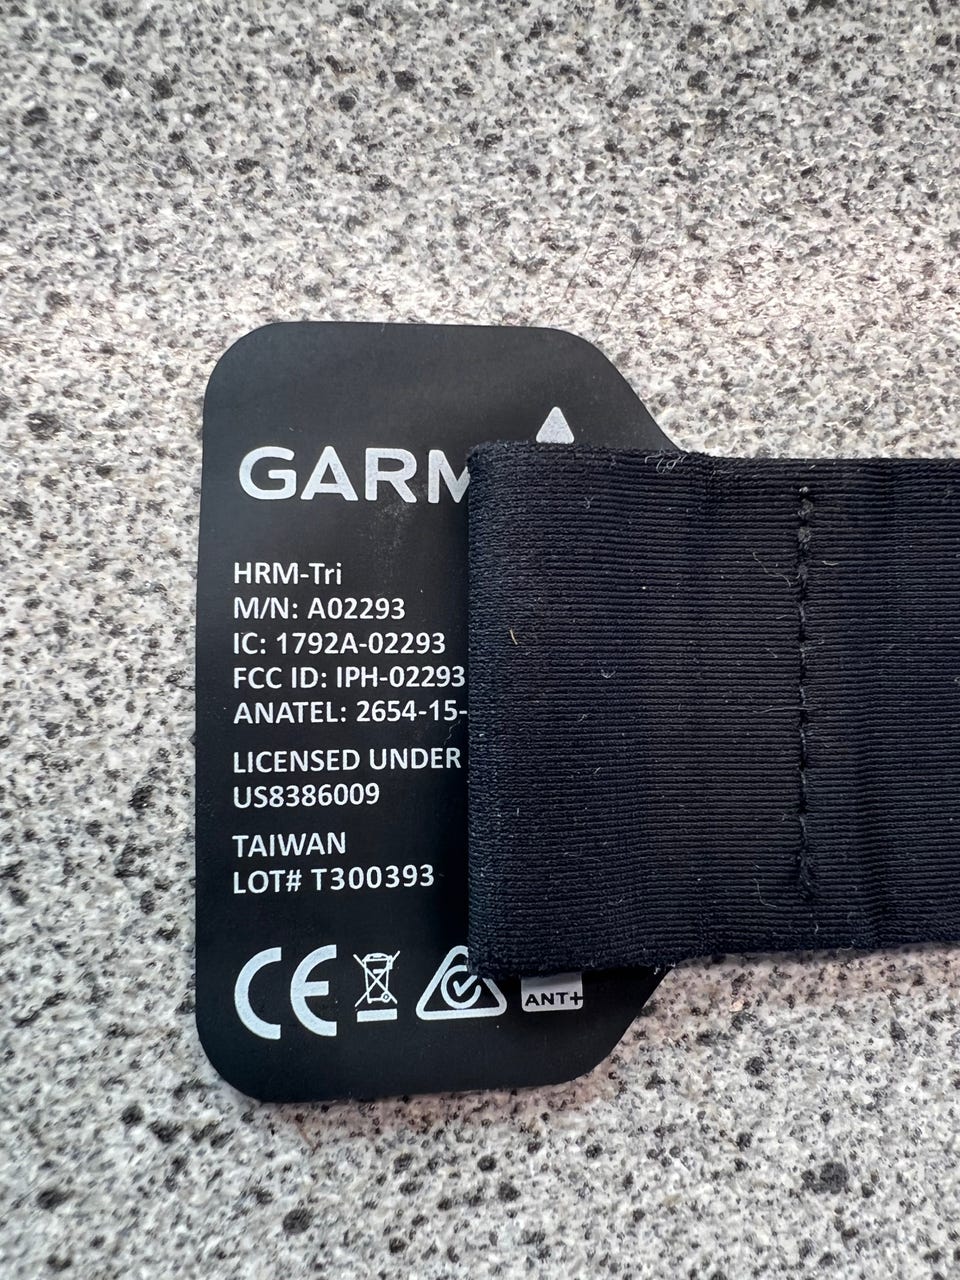 GARM
HRM-Tri
M/N: A02293
IC: 1792A-02293
FCC ID: IPH-02293
ANATEL: 2654-15-
LICENSED UNDER
US8386009
TAIWAN
LOT# T300393
CE
ANT+